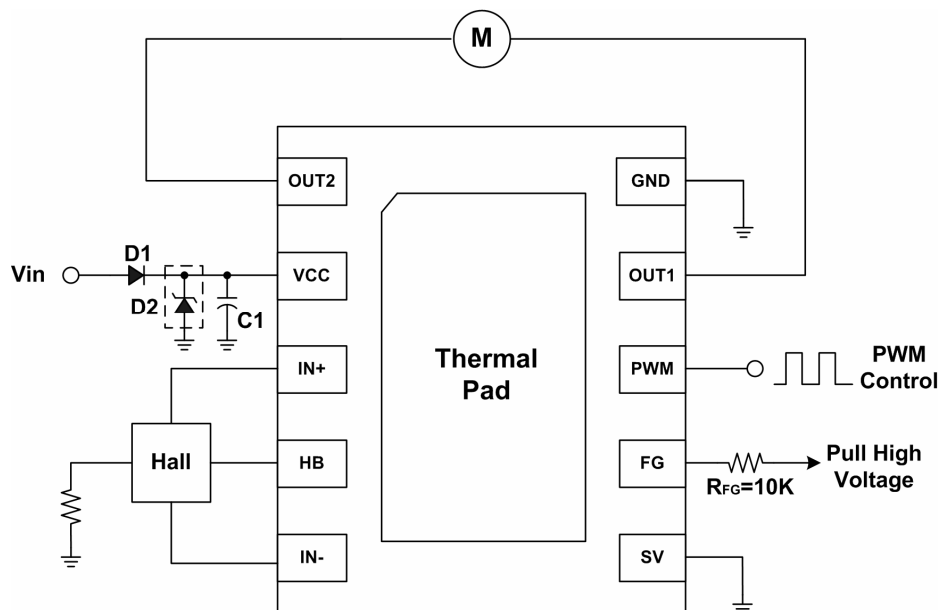 M
OUT2
GND
D1
Vin
VCC
OUT1
D2
C1
IN+
Thermal
Pad
PWM
PWM
Control
Hall
HB
FG
Pull High
Voltage
RFG=10K
IN-
SV